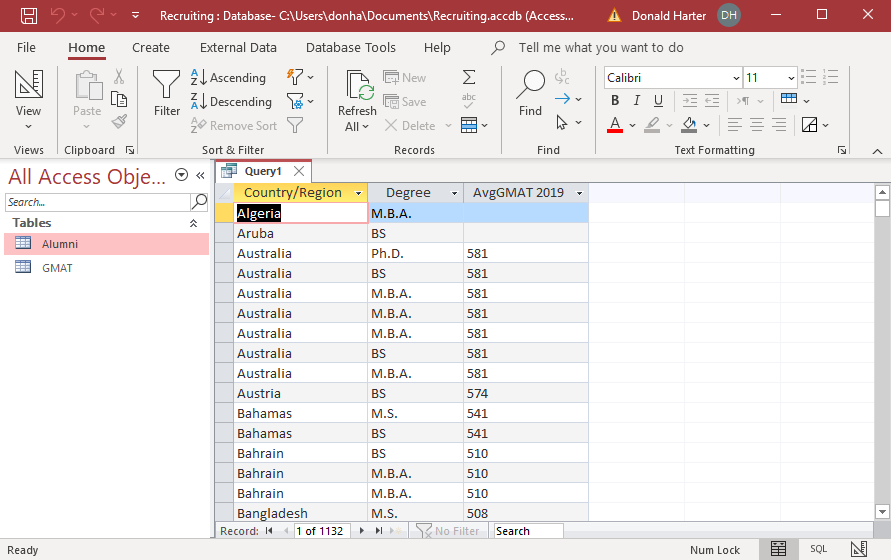 Recruiting : Database- C:\Users\donha\Documents\Recruiting.accdb (Access... Donald Harter DH
File Home Create External Data Database Tools Help Tell me what you want to do
View
Views
Paste
Clipboard
Filter
Ascending
Descending
Remove Sort
Sort & Filter
Refresh
All
New
Save
Delete
Records
Find
Find
Calibri 11
B I U
A
Text Formatting
All Access Obje...
Search...
Tables
Alumni
GMAT
Query1
Country/Region Degree AvgGMAT 2019
Algeria M.B.A.
Aruba BS
Australia Ph.D. 581
Australia BS 581
Australia M.B.A. 581
Australia M.B.A. 581
Australia M.B.A. 581
Australia BS 581
Australia M.B.A. 581
Austria BS 574
Bahamas M.S. 541
Bahamas BS 541
Bahrain BS 510
Bahrain M.B.A. 510
Bahrain M.B.A. 510
Bangladesh M.S. 508
Record: 1 of 1132 No Filter Search
Ready Num Lock SQL